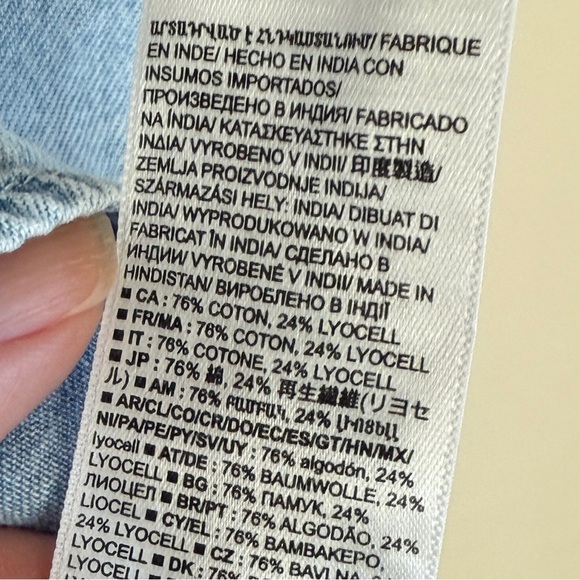 ԱՐՏԱԴՐՎԱԾ Է ՀՆԴԿԱՍՏԱՆՈՒՄ/ FABRIQUE
EN INDE/ HECHO EN INDIA CON
INSUMOS IMPORTADOS/
ПРОИЗВЕДЕНО В ИНДИЯ/ FABRICADO
NA ÍNDIA/ ΚΑΤΑΣΚΕΥΑΣΤΗΚΕ ΣΤΗΝ
ΙΝΔΙΑ/ VYROBENO V INDII/ 印度製造/
ZEMLJA PROIZVODNJE INDIJA/
SZÁRMAZÁSI HELY: INDIA/ DIBUAT DI
INDIA/ WYPRODUKOWANO W INDIA/
FABRICAT ÎN INDIA/ СДЕЛАНО В
ИНДИИ/ VYROBENÉ V INDII/ MADE IN
HINDISTAN/ ВИРОБЛЕНО В ІНДІЇ
■ CA : 76% COTON, 24% LYOCELL
■ FR/MA : 76% COTON, 24% LYOCELL
■ IT : 76% COTONE, 24% LYOCELL
■ JP : 76% 綿, 24% 再生繊維(リヨセ
ル) ■ AM : 76% ԲԱՄԲԱԿ, 24% ԼԻՈՑԵԼԼ
■ AR/CL/CO/CR/DO/EC/ES/GT/HN/MX/
NI/PA/PE/PY/SV/UY : 76% algodón, 24%
lyocell ■ AT/DE : 76% BAUMWOLLE, 24%
LYOCELL ■ BG : 76% ПАМУК, 24%
ЛИОЦЕЛ ■ BR/PT : 76% ALGODÃO, 24%
LIOCEL ■ CY/EL : 76% ΒΑΜΒΑΚΕΡΟ,
24% LYOCELL ■ CZ : 76% BAVLNA, 24%
LYOCELL ■ DK : 76%